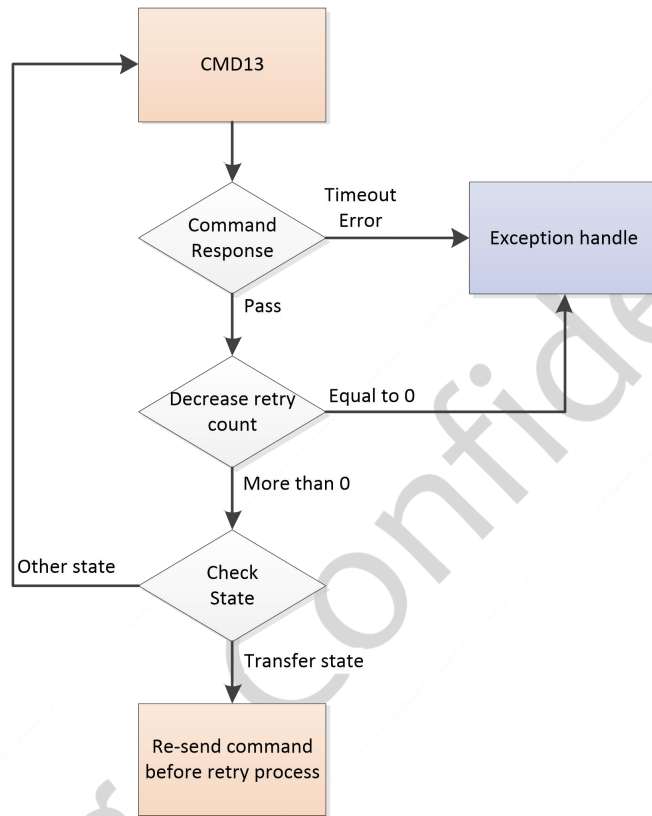 CMD13
Command
Response
Timeout
Error
Exception handle
Pass
Decrease retry
count
Equal to 0
More than 0
Check
State
Other state
Transfer state
Re-send command
before retry process